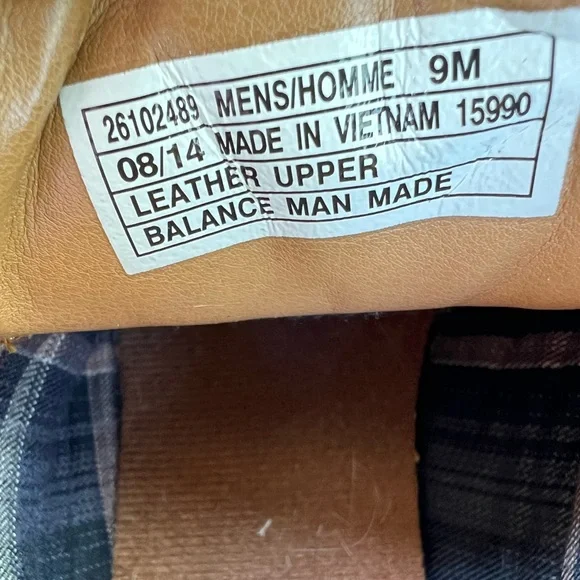 26102489 MENS/HOMME 9M
08/14 MADE IN VIETNAM 15990
LEATHER UPPER
BALANCE MAN MADE